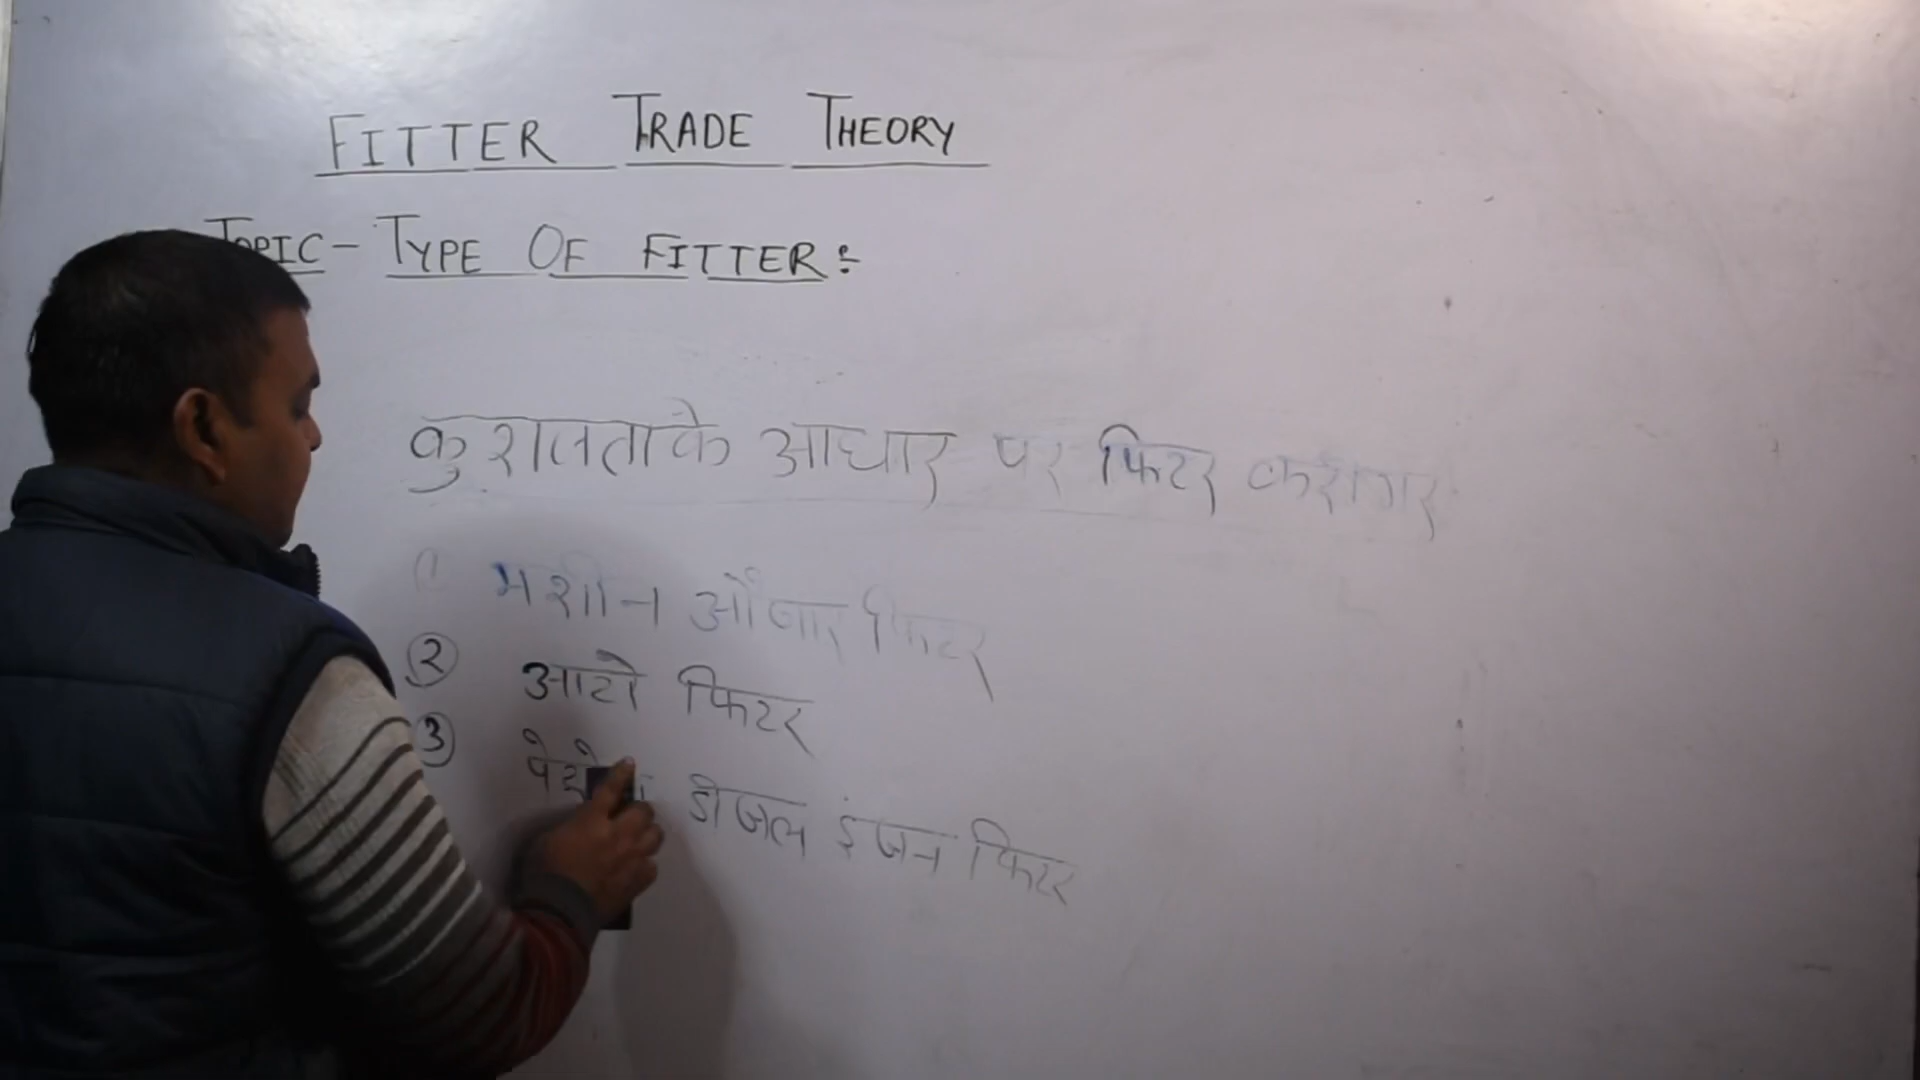 FITTER TRADE THEORY
TOPIC - TYPE OF FITTER :-
कुशलता के आधार पर फिटर कारीगर
① मशीन औजार फिटर
② आटो फिटर
③ डीजल इंजन फिटर